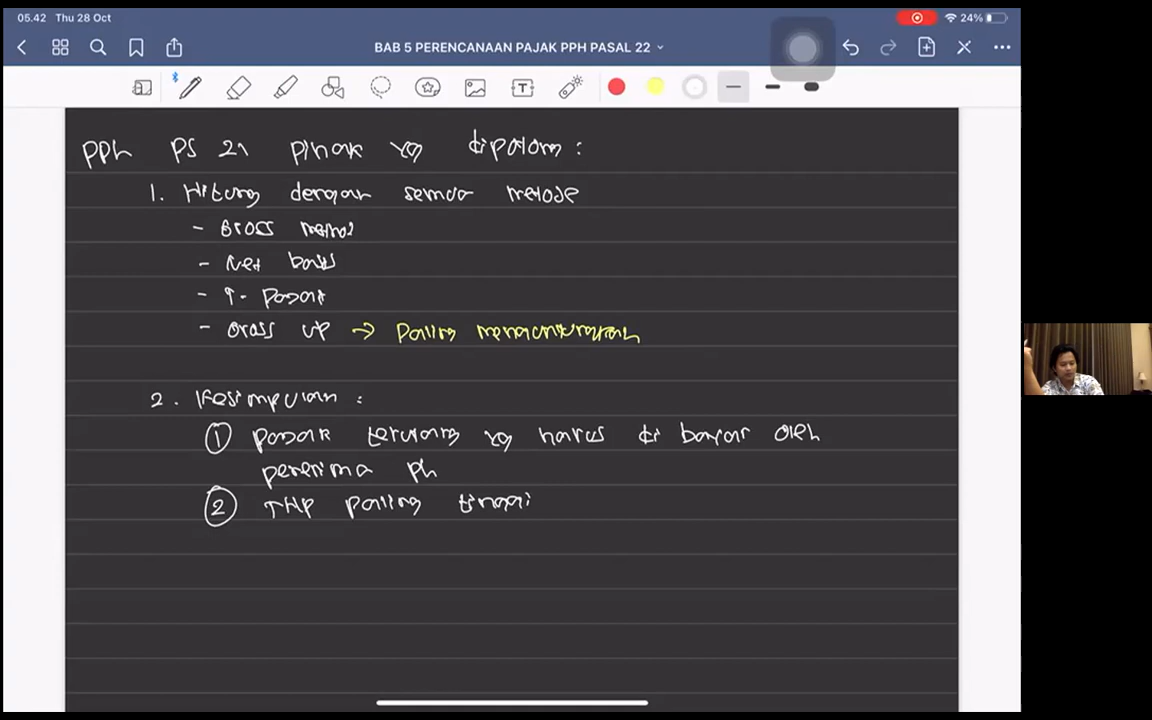 05.42 Thu 28 Oct
24%
BAB 5 PERENCANAAN PAJAK PPH PASAL 22
PPh PS 21 pihak yg dipotong :
1. Hitung dengan semua metode
- Gross method
- Net basis
- T. Pajak
- Gross up → Paling menguntungkan
2. Kesimpulan :
① pajak terutang yg harus di bayar oleh
penerima ph
② THP paling tinggi